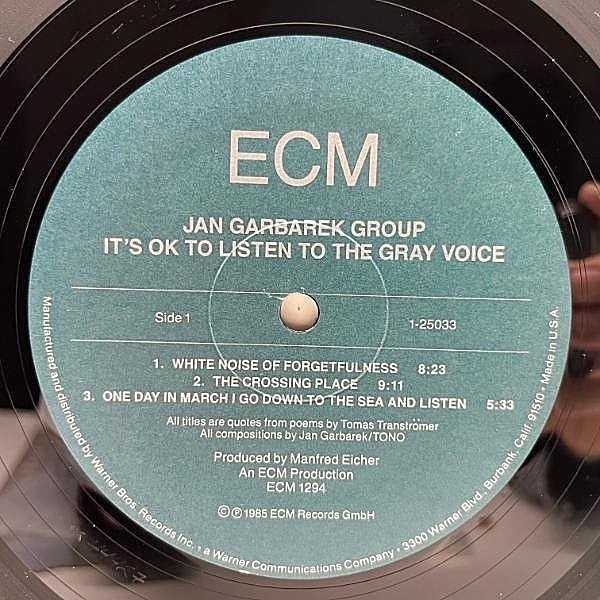 ECM
JAN GARBAREK GROUP
IT'S OK TO LISTEN TO THE GRAY VOICE
Side 1 1-25033
1. WHITE NOISE OF FORGETFULNESS 8:23
2. THE CROSSING PLACE 9:11
3. ONE DAY IN MARCH I GO DOWN TO THE SEA AND LISTEN 5:33
All titles are quotes from poems by Tomas Tranströmer
All compositions by Jan Garbarek/TONO
Produced by Manfred Eicher
An ECM Production
ECM 1294
©℗1985 ECM Records GmbH
Manufactured and distributed by Warner Bros. Records Inc. • a Warner Communications Company • 3300 Warner Blvd., Burbank, Calif. 91510 • Made in U.S.A.